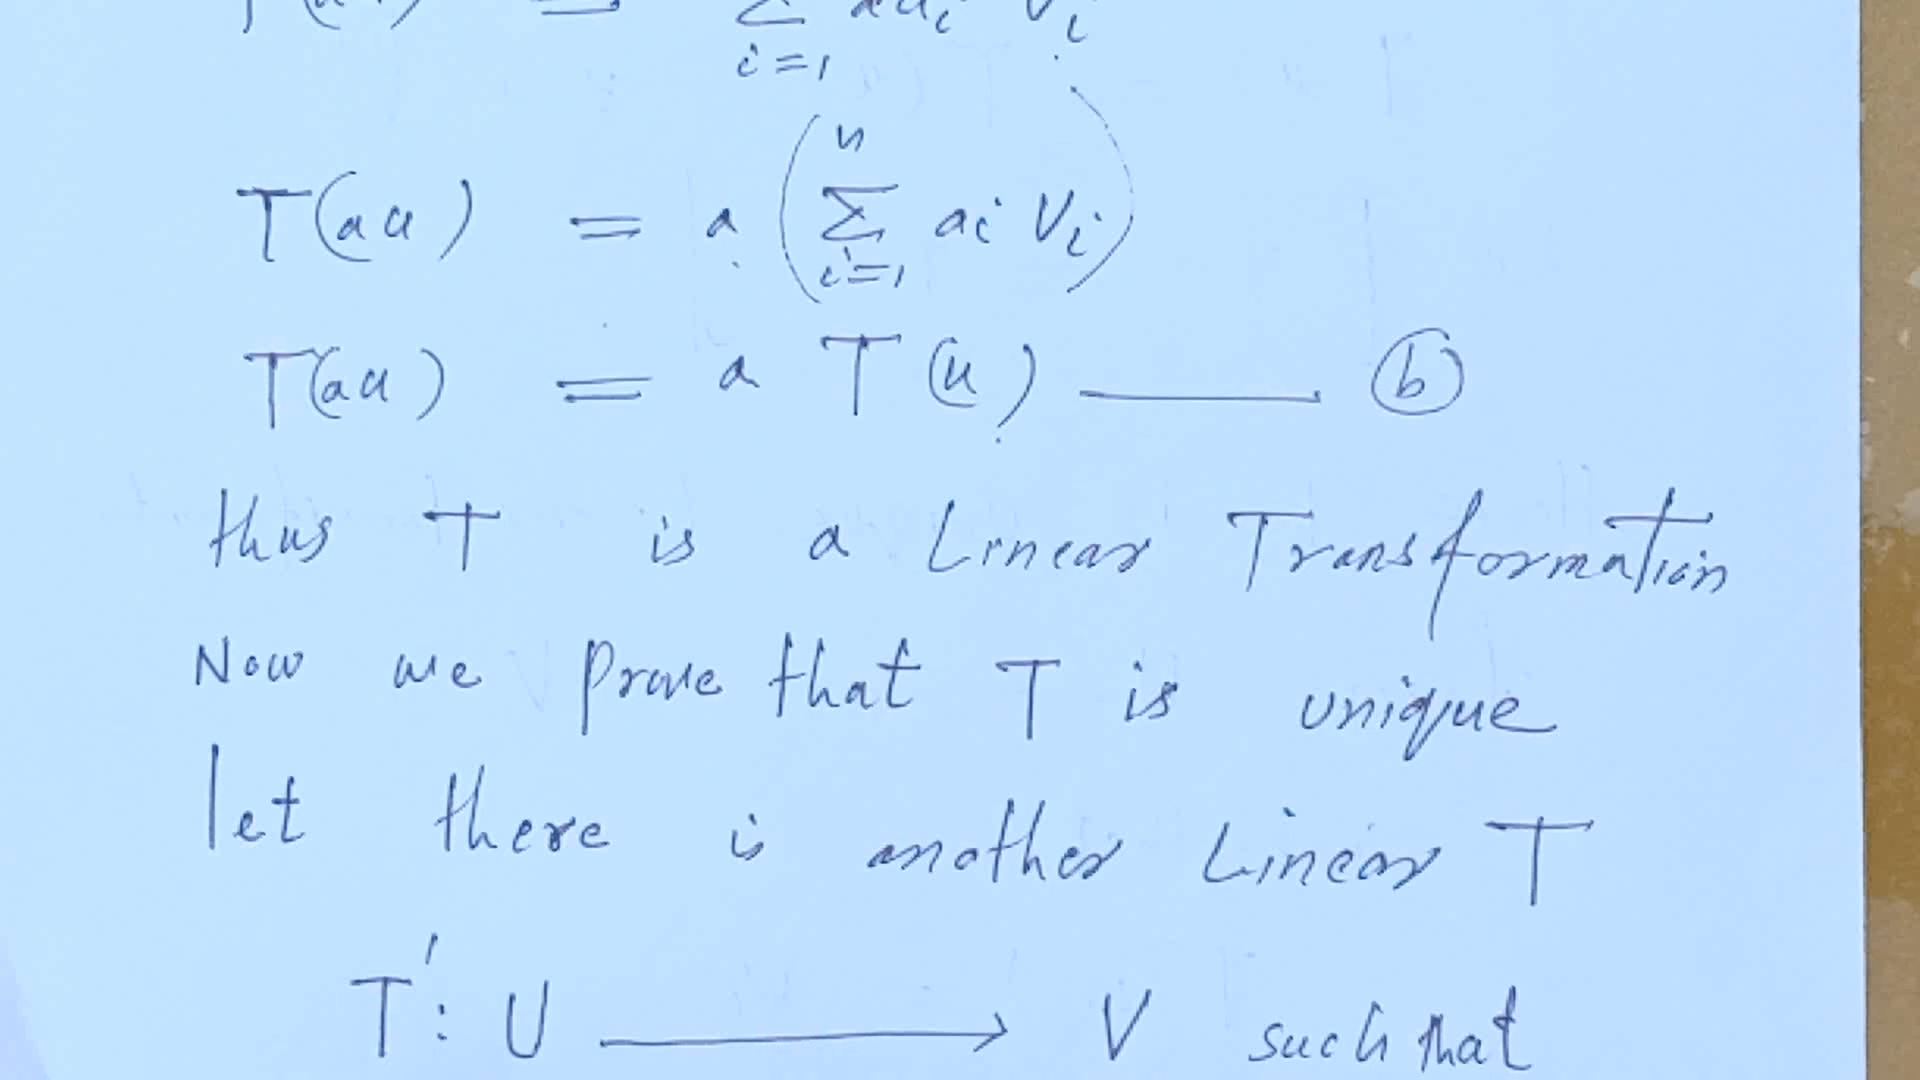 i=1
T(au) = a ( n Σ i=1 ai Vi )
T(au) = a T(u) —— (b)
thus T is a Linear Transformation
Now we prove that T is unique
let there is another Linear T
T': U ⟶ V such that